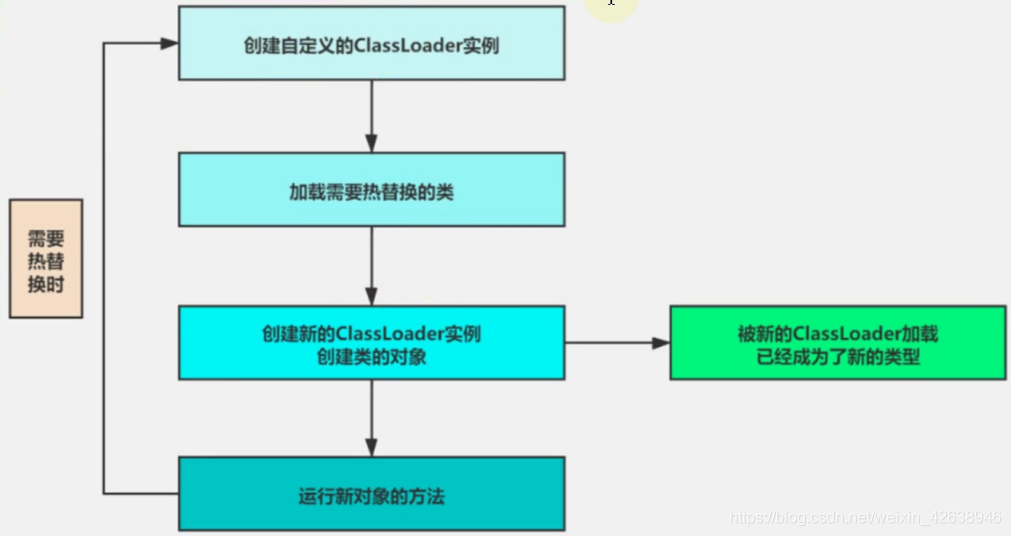 创建自定义的ClassLoader实例
加载需要热替换的类
需要
热替
换时
创建新的ClassLoader实例
创建类的对象
被新的ClassLoader加载
已经成为了新的类型
运行新对象的方法
https://blog.csdn.net/weixin_42638946